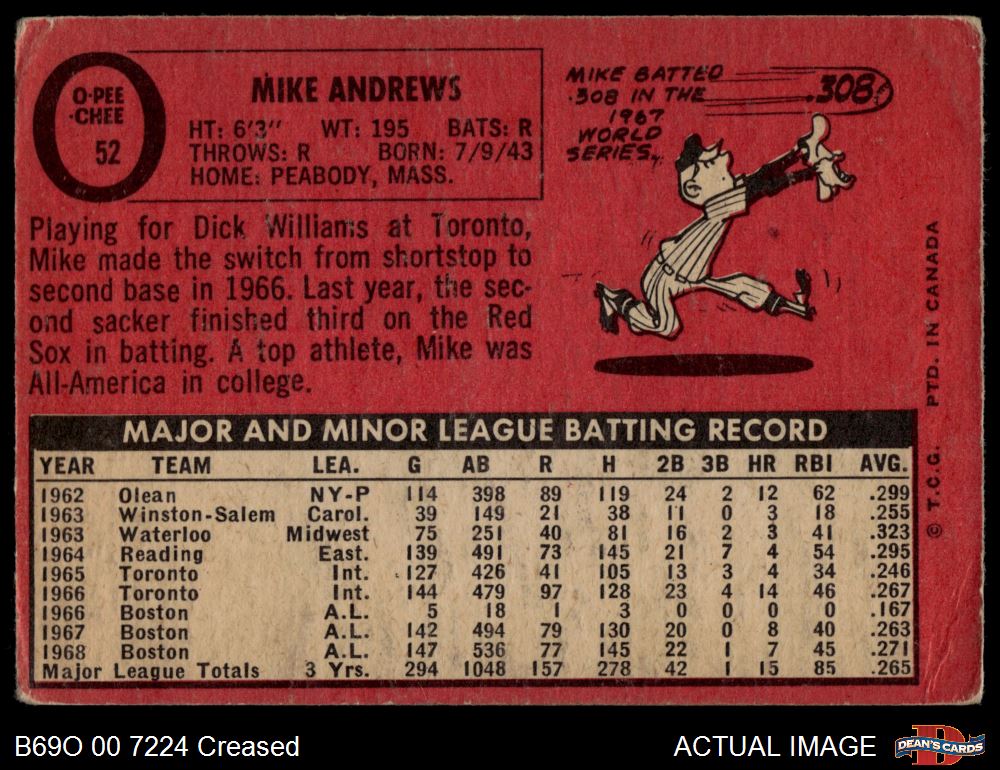 O-PEE
-CHEE
52
MIKE ANDREWS
HT: 6'3" WT: 195 BATS: R
THROWS: R BORN: 7/9/43
HOME: PEABODY, MASS.
MIKE BATTED
.308 IN THE
1967
WORLD
SERIES.
.308
Playing for Dick Williams at Toronto,
Mike made the switch from shortstop to
second base in 1966. Last year, the sec-
ond sacker finished third on the Red
Sox in batting. A top athlete, Mike was
All-America in college.
© T.C.G. PTD. IN CANADA
MAJOR AND MINOR LEAGUE BATTING RECORD
YEAR TEAM LEA. G AB R H 2B 3B HR RBI AVG.
1962 Olean NY-P 114 398 89 119 24 2 12 62 .299
1963 Winston-Salem Carol. 39 149 21 38 11 0 3 18 .255
1963 Waterloo Midwest 75 251 40 81 16 2 3 41 .323
1964 Reading East. 139 491 73 145 21 7 4 54 .295
1965 Toronto Int. 127 426 41 105 13 3 4 34 .246
1966 Toronto Int. 144 479 97 128 23 4 14 46 .267
1966 Boston A.L. 5 18 1 3 0 0 0 0 .167
1967 Boston A.L. 142 494 79 130 20 0 8 40 .263
1968 Boston A.L. 147 536 77 145 22 1 7 45 .271
Major League Totals 3 Yrs. 294 1048 157 278 42 1 15 85 .265
B69O 00 7224 Creased
ACTUAL IMAGE
DEAN'S CARDS